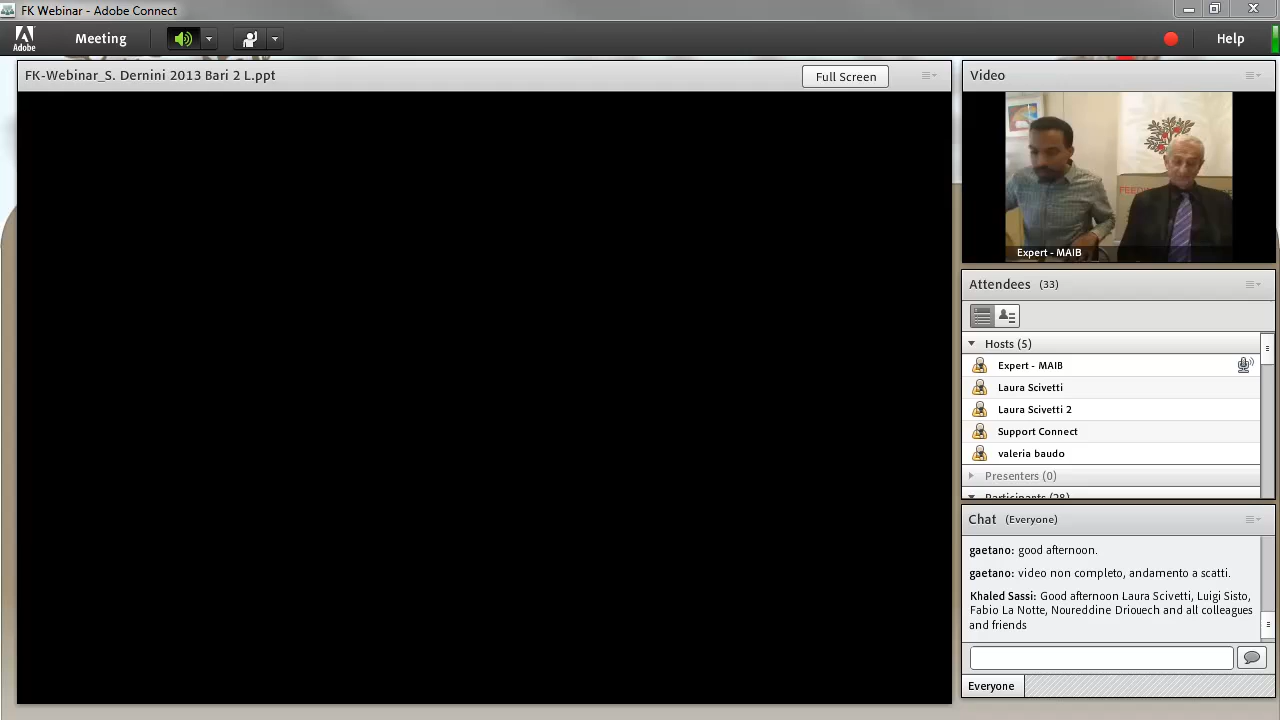 FK Webinar - Adobe Connect
Adobe
Meeting
Help
FK-Webinar_S. Dernini 2013 Bari 2 L.ppt
Full Screen
Video
Expert - MAIB
Attendees (33)
Hosts (5)
Expert - MAIB
Laura Scivetti
Laura Scivetti 2
Support Connect
valeria baudo
Presenters (0)
Participants (28)
Chat (Everyone)
gaetano: good afternoon.
gaetano: video non completo, andamento a scatti.
Khaled Sassi: Good afternoon Laura Scivetti, Luigi Sisto,
Fabio La Notte, Noureddine Driouech and all colleagues
and friends
Everyone